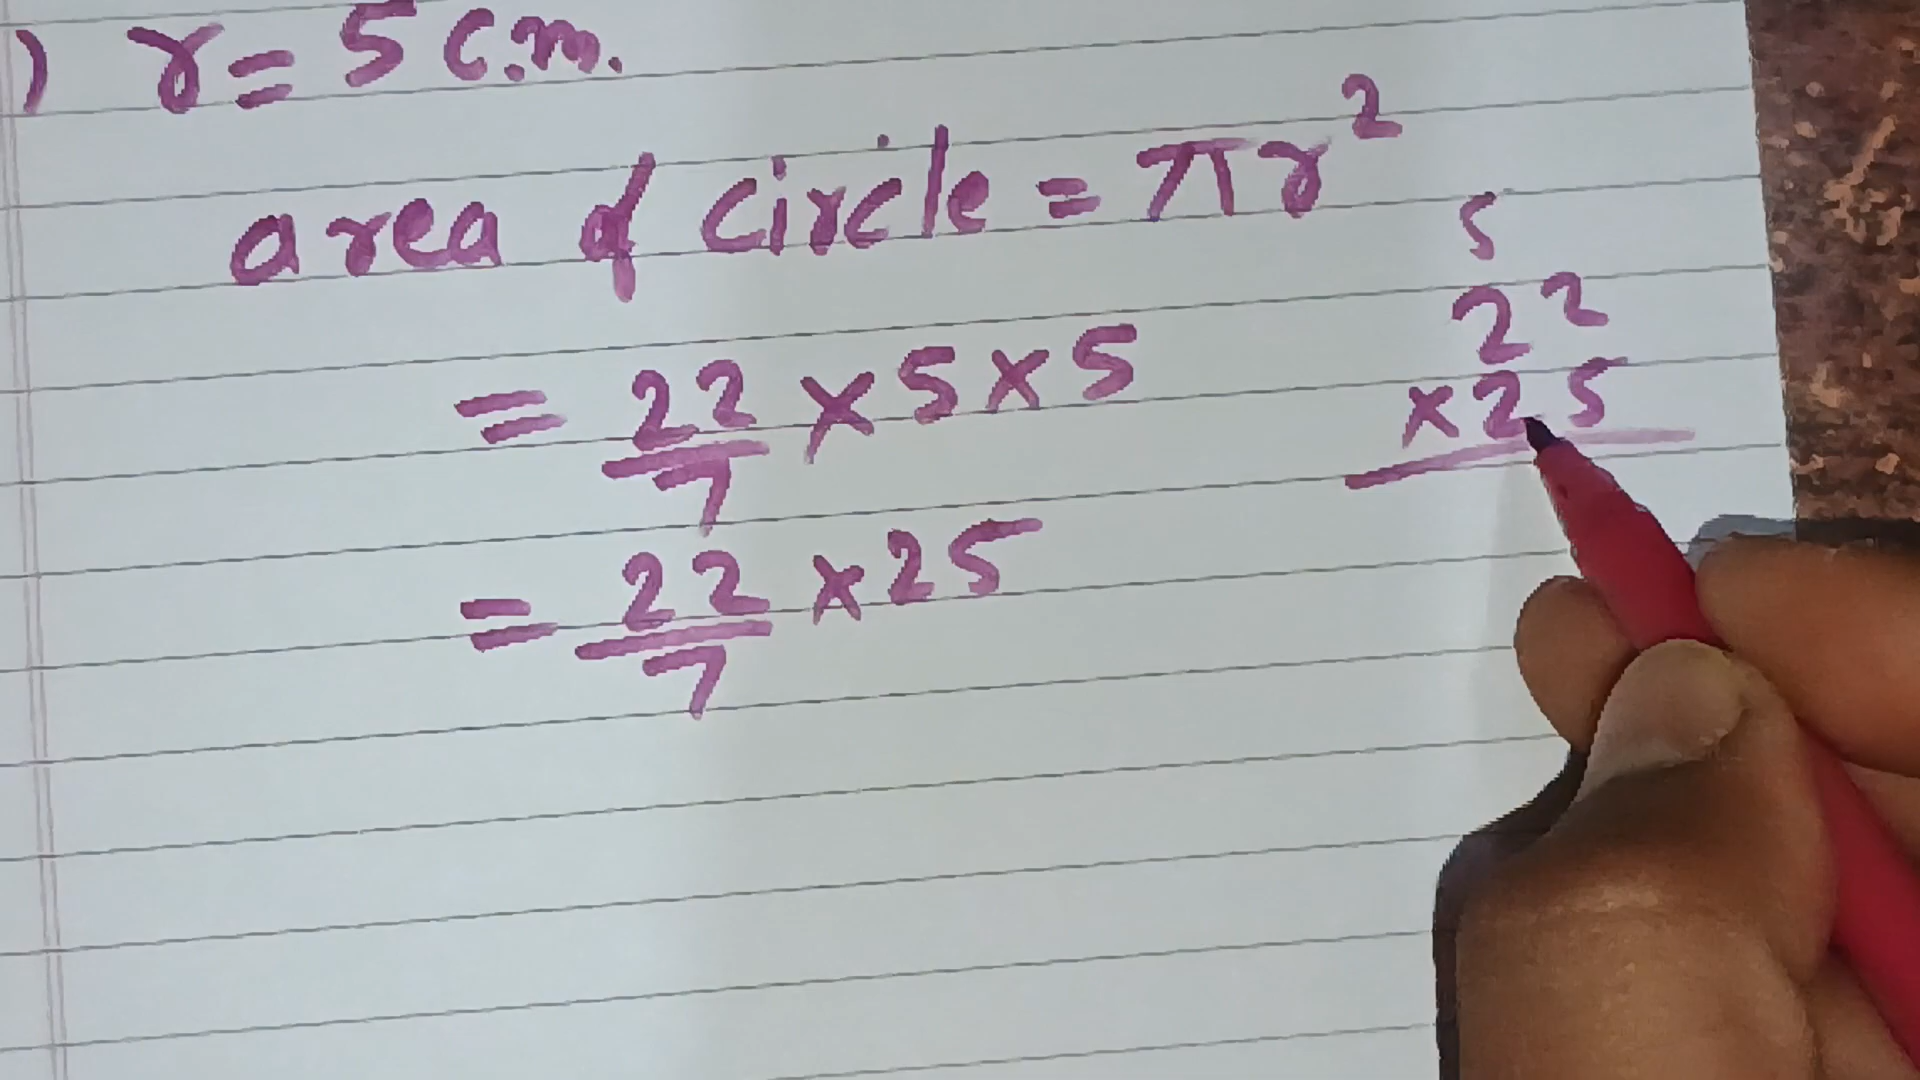 ) r = 5 c.m.
area of circle = πr²
= 22/7 × 5 × 5
= 22/7 × 25
5
22
× 25